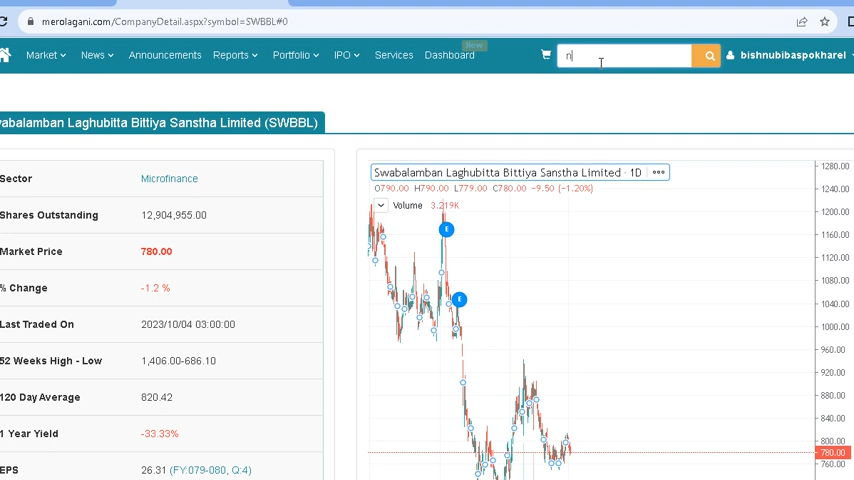 merolagani.com/CompanyDetail.aspx?symbol=SWBBL#0
New
Market News Announcements Reports Portfolio IPO Services Dashboard n bishnubibaspokharel
wabalamban Laghubitta Bittiya Sanstha Limited (SWBBL)
Sector Microfinance
Shares Outstanding 12,904,955.00
Market Price 780.00
% Change -1.2 %
Last Traded On 2023/10/04 03:00:00
52 Weeks High - Low 1,406.00-686.10
120 Day Average 820.42
1 Year Yield -33.33%
EPS 26.31 (FY:079-080, Q:4)
Swabalamban Laghubitta Bittiya Sanstha Limited · 1D •••
O790.00 H790.00 L779.00 C780.00 -9.50 (-1.20%)
Volume 3.219K
E
E
1280.00
1240.00
1200.00
1160.00
1120.00
1080.00
1040.00
1000.00
960.00
920.00
880.00
840.00
800.00
780.00
760.00